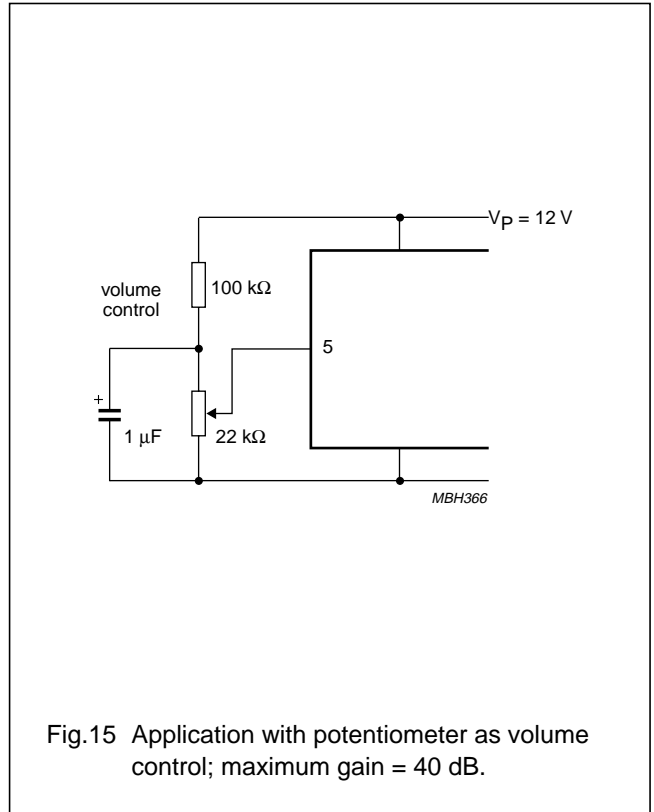 V_P = 12 V
volume
control
100 kΩ
5
+
1 μF
22 kΩ
MBH366
Fig.15 Application with potentiometer as volume
control; maximum gain = 40 dB.